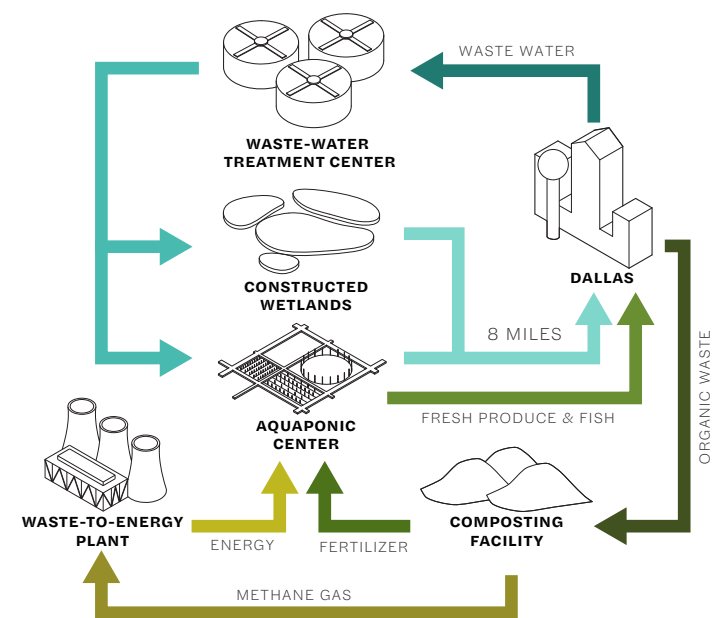 WASTE WATER
WASTE-WATER
TREATMENT CENTER
CONSTRUCTED
WETLANDS
DALLAS
8 MILES
ORGANIC WASTE
FRESH PRODUCE & FISH
AQUAPONIC
CENTER
WASTE-TO-ENERGY
PLANT
ENERGY
FERTILIZER
COMPOSTING
FACILITY
METHANE GAS